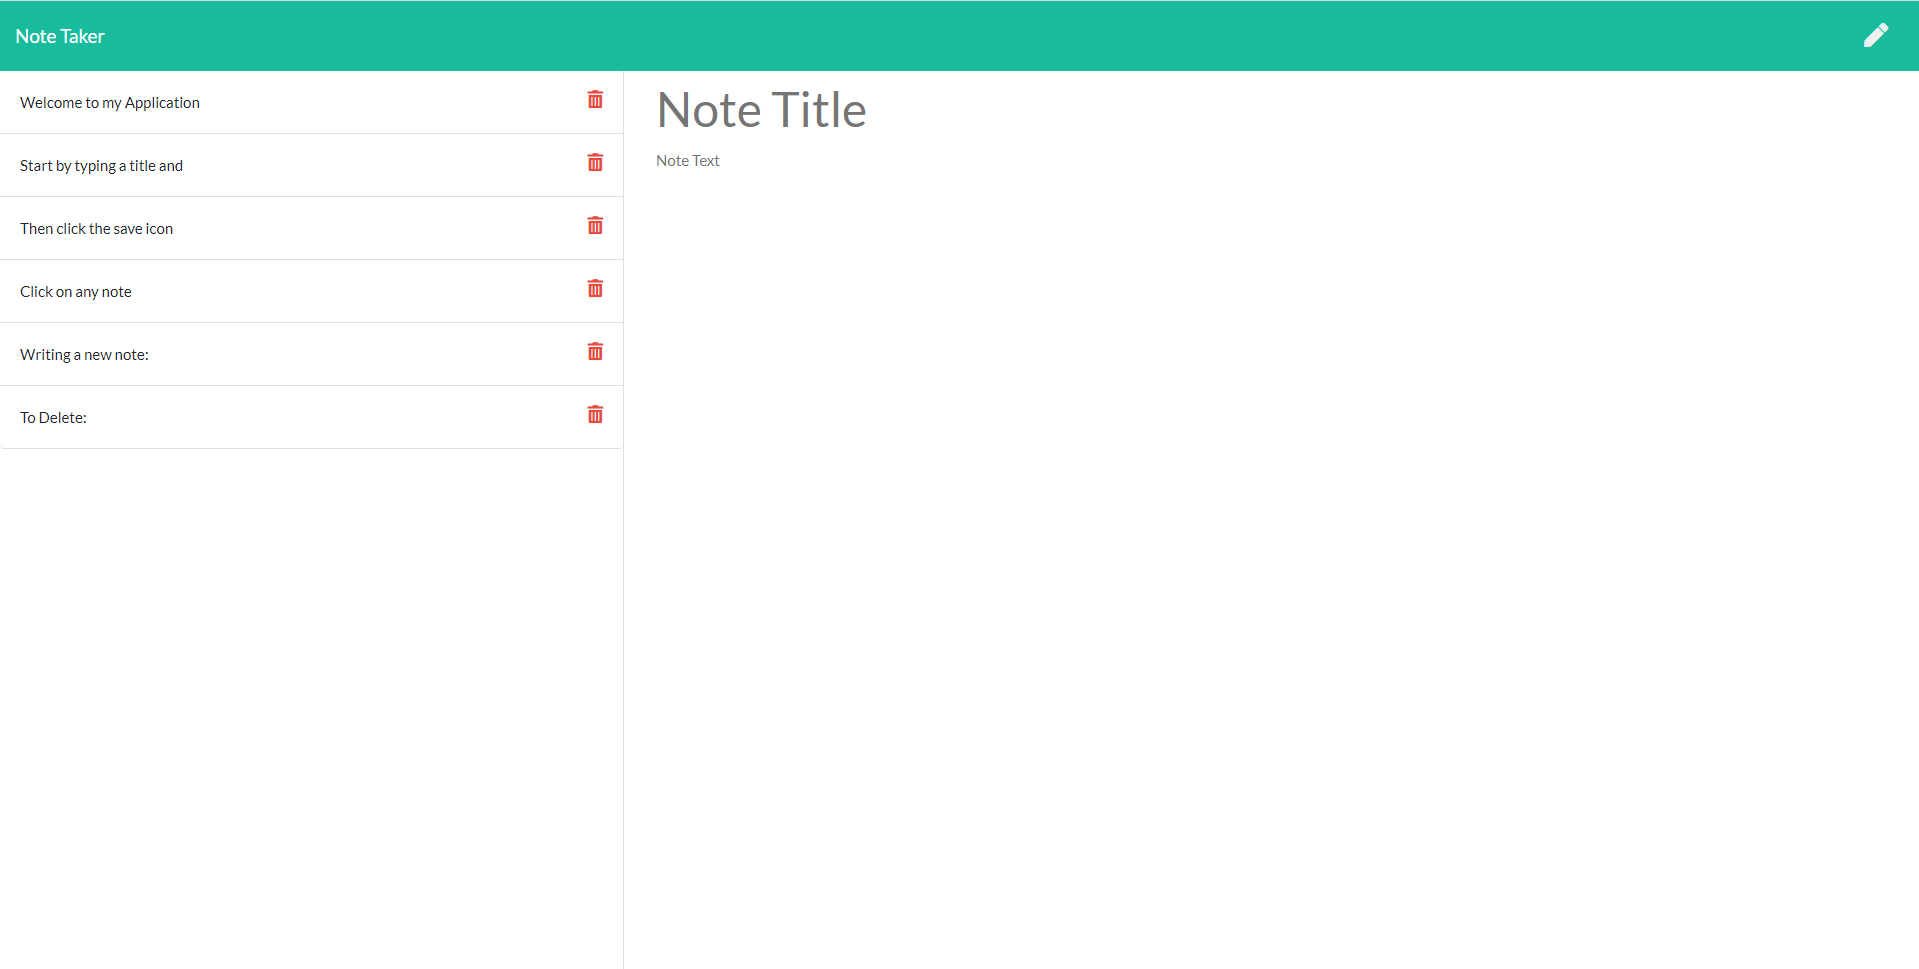 Note Taker
Welcome to my Application
Start by typing a title and
Then click the save icon
Click on any note
Writing a new note:
To Delete:
Note Title
Note Text